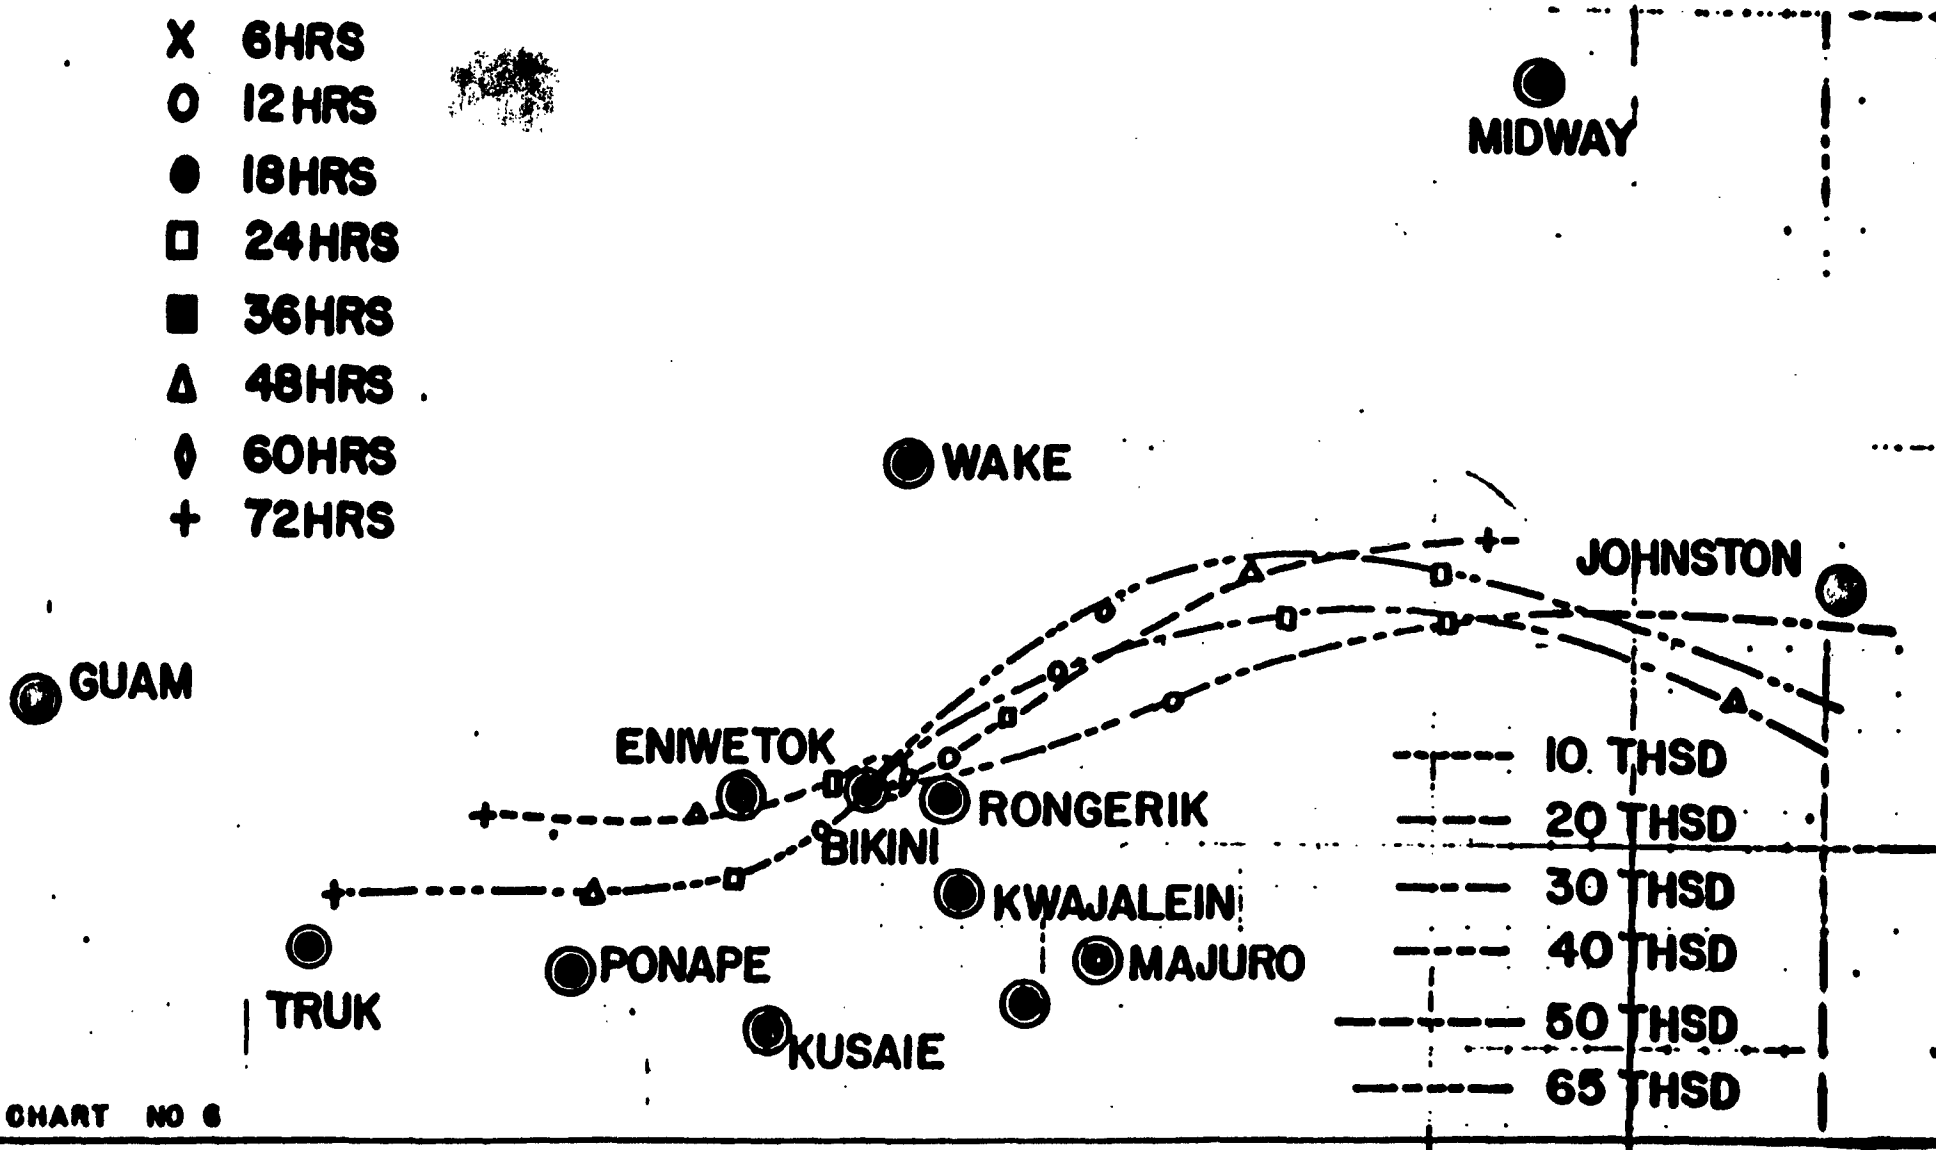 X 6HRS
O 12HRS
18HRS
24HRS
36HRS
48HRS
60HRS
+ 72HRS
MIDWAY
WAKE
JOHNSTON
GUAM
ENIWETOK
BIKINI
RONGERIK
KWAJALEIN
MAJURO
PONAPE
TRUK
KUSAIE
10 THSD
20 THSD
30 THSD
40 THSD
50 THSD
65 THSD
CHART NO 6